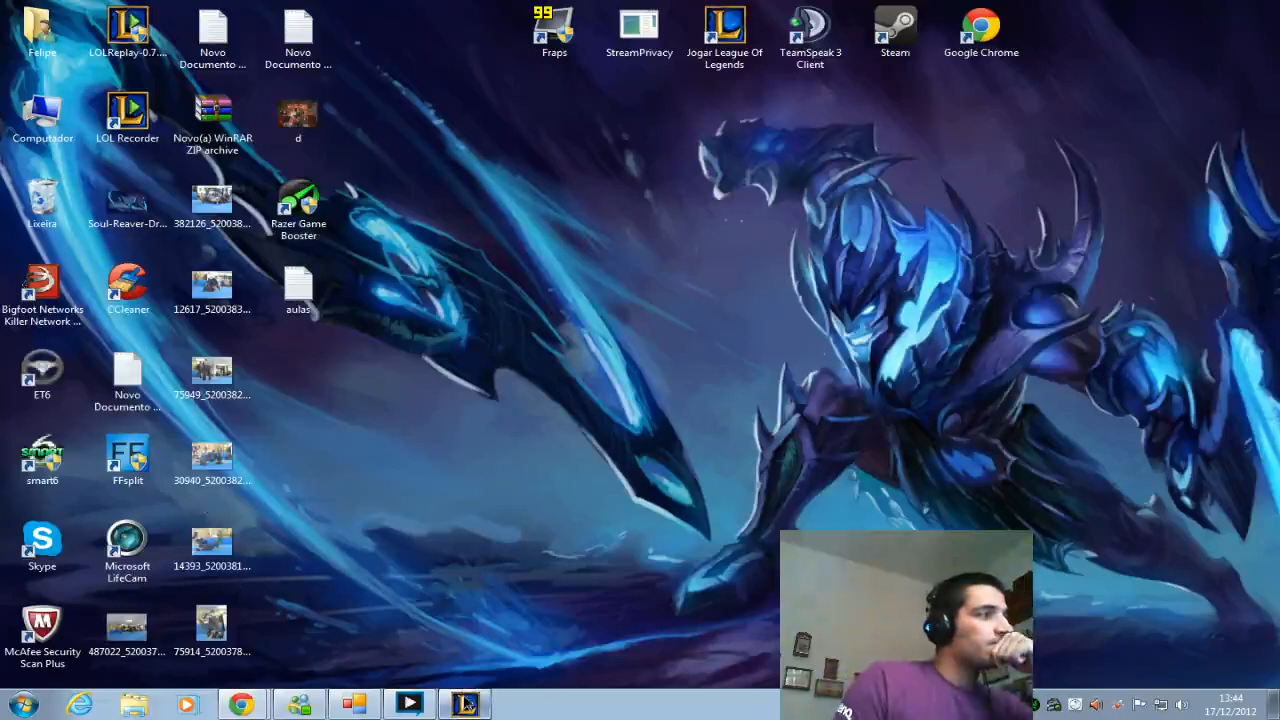 Felipe
LOLReplay-0.7....
Novo
Documento ...
Novo
Documento ...
99
Fraps
StreamPrivacy
Jogar League Of
Legends
TeamSpeak 3
Client
Steam
Google Chrome
Computador
LOL Recorder
Novo(a) WinRAR
ZIP archive
d
Lixeira
Soul-Reaver-Dr...
382126_520038...
Razer Game
Booster
Bigfoot Networks
Killer Network ...
CCleaner
12617_5200383...
aulas
ET6
Novo
Documento ...
75949_5200382...
SMART
6
smart6
FF
FFsplit
30940_5200382...
Skype
Microsoft
LifeCam
14393_5200381...
McAfee Security
Scan Plus
487022_520037...
75914_5200378...
13:44
17/12/2012